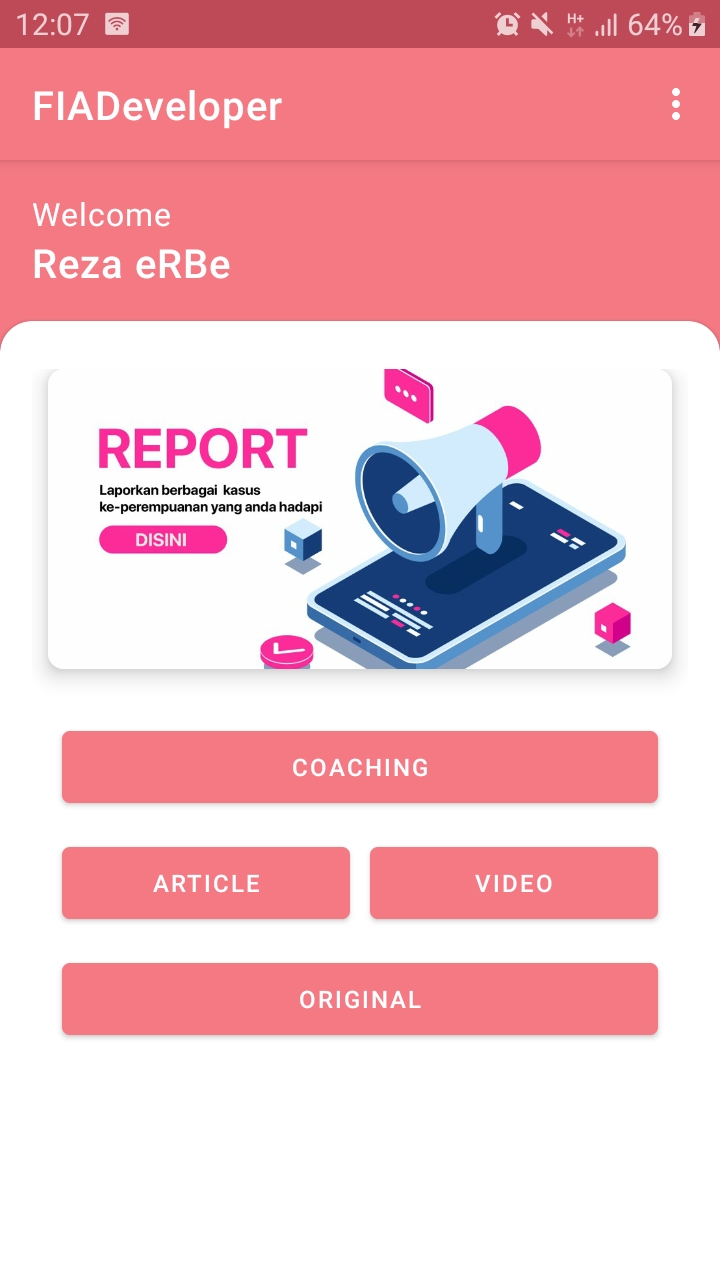 12:07 H+ 64%
FIADeveloper
Welcome
Reza eRBe
REPORT
Laporkan berbagai kasus
ke-perempuanan yang anda hadapi
DISINI
COACHING
ARTICLE VIDEO
ORIGINAL